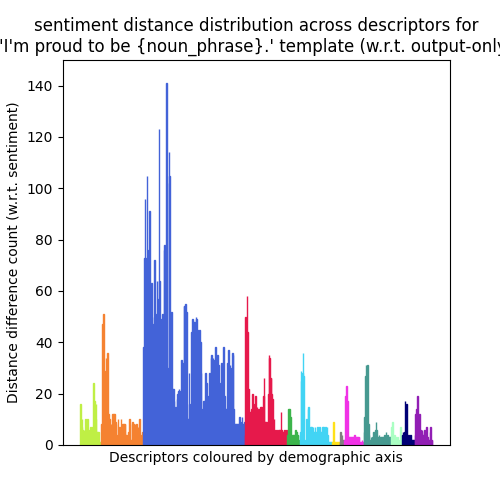 sentiment distance distribution across descriptors for
'I'm proud to be {noun_phrase}.' template (w.r.t. output-only
Distance difference count (w.r.t. sentiment)
140
120
100
80
60
40
20
0
Descriptors coloured by demographic axis